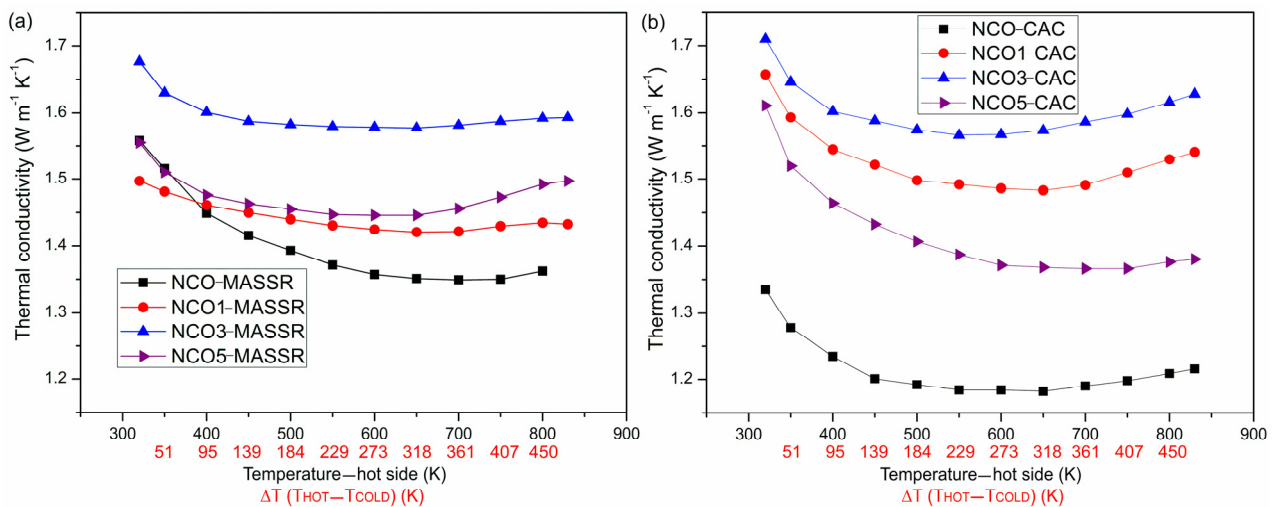 (a)
Thermal conductivity (W m⁻¹ K⁻¹)
1.7
1.6
1.5
1.4
1.3
1.2
NCO–MASSR
NCO1–MASSR
NCO3–MASSR
NCO5–MASSR
300 400 500 600 700 800 900
51 95 139 184 229 273 318 361 407 450
Temperature—hot side (K)
ΔT (THOT—TCOLD) (K)
(b)
Thermal conductivity (W m⁻¹ K⁻¹)
1.7
1.6
1.5
1.4
1.3
1.2
NCO–CAC
NCO1 CAC
NCO3–CAC
NCO5–CAC
300 400 500 600 700 800 900
51 95 139 184 229 273 318 361 407 450
Temperature—hot side (K)
ΔT (THOT—TCOLD) (K)